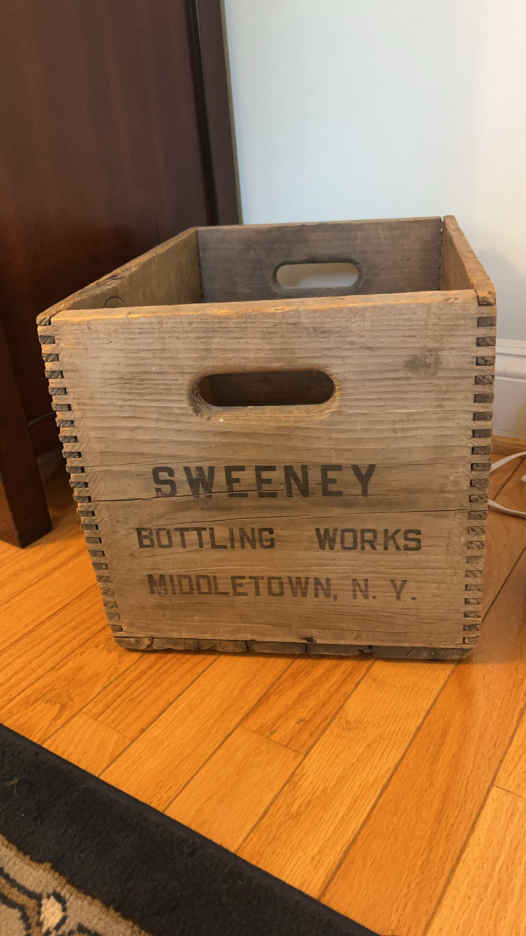 SWEENEY
BOTTLING WORKS
MIDDLETOWN, N. Y.